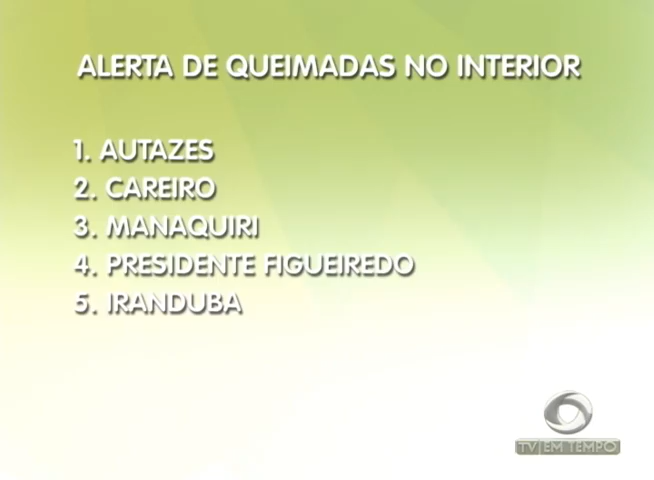 ALERTA DE QUEIMADAS NO INTERIOR
1. AUTAZES
2. CAREIRO
3. MANAQUIRI
4. PRESIDENTE FIGUEIREDO
5. IRANDUBA
TV|EM TEMPO